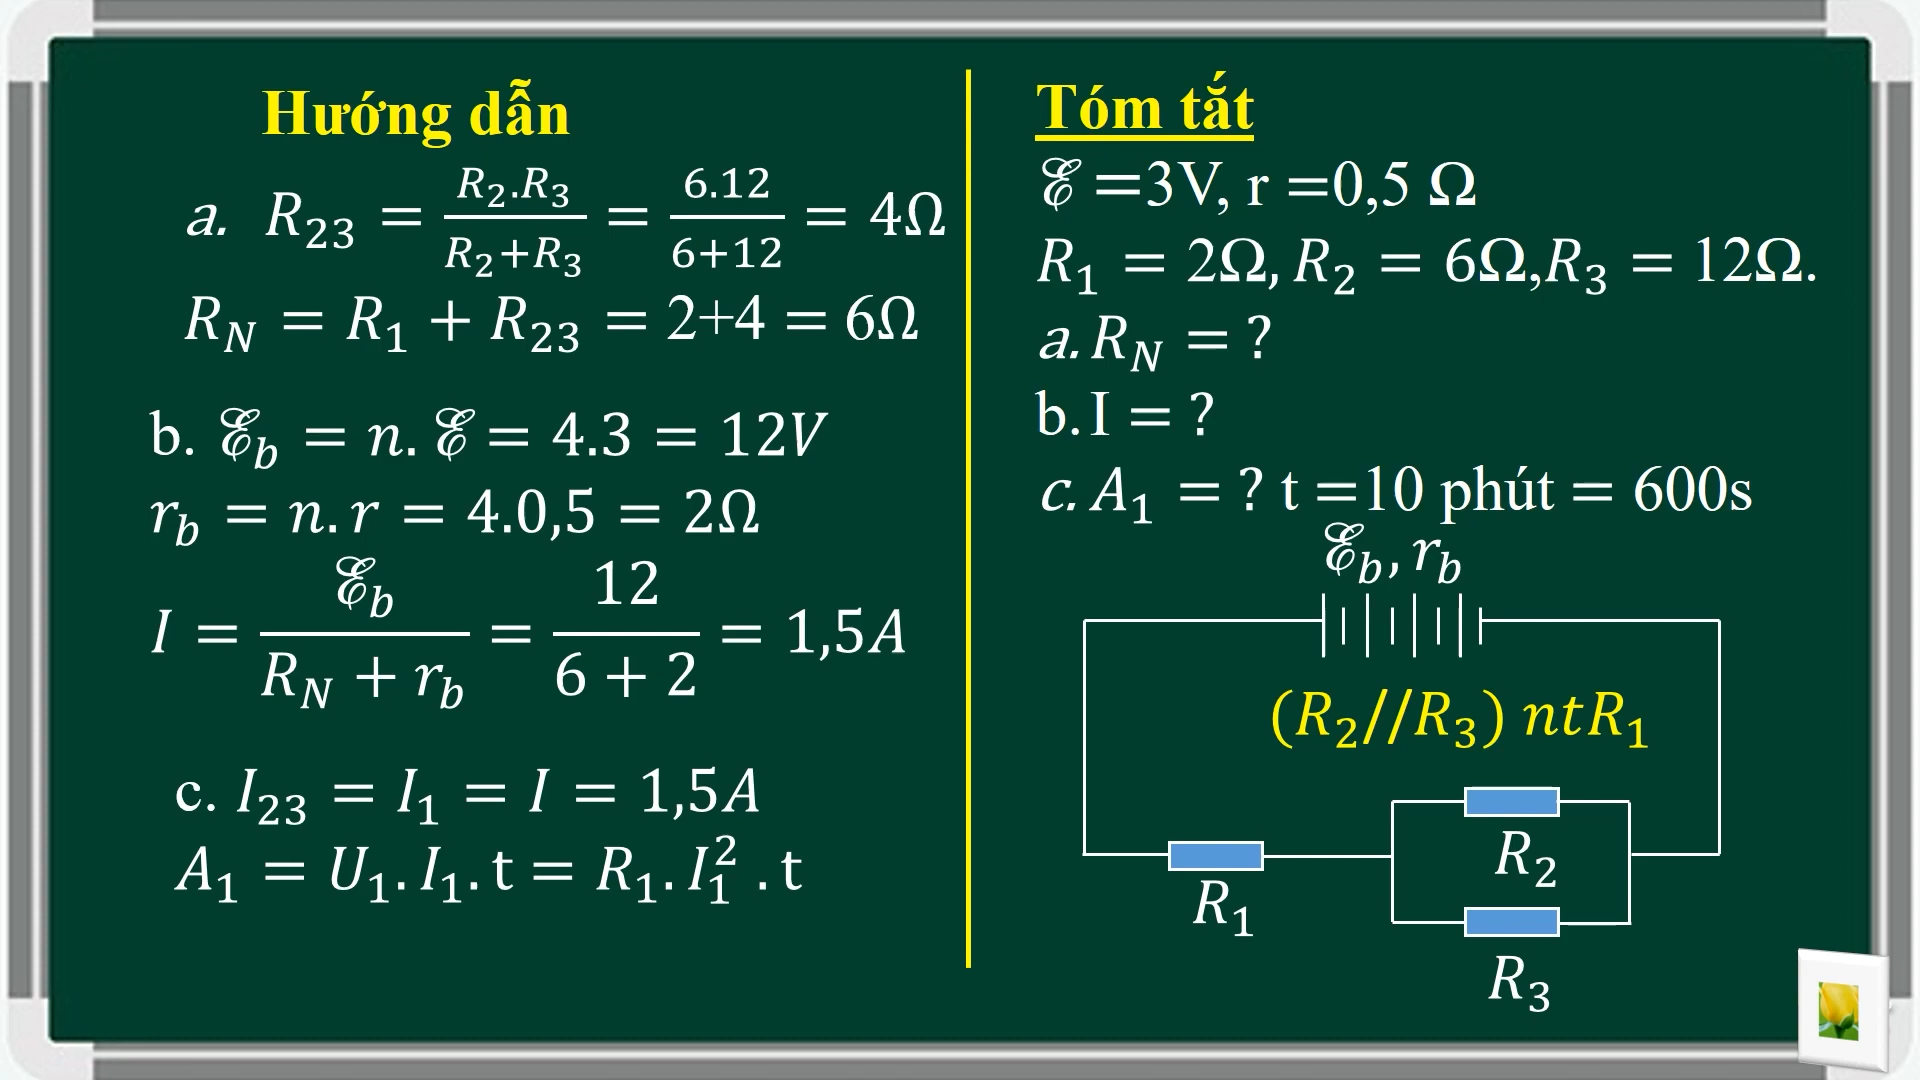 Hướng dẫn
a. R₂₃ = R₂.R₃ / R₂+R₃ = 6.12 / 6+12 = 4Ω
R_N = R₁ + R₂₃ = 2+4 = 6Ω
b. ℰ_b = n. ℰ = 4.3 = 12V
r_b = n. r = 4.0,5 = 2Ω
I = ℰ_b / R_N + r_b = 12 / 6 + 2 = 1,5A
c. I₂₃ = I₁ = I = 1,5A
A₁ = U₁. I₁. t = R₁. I₁² . t
Tóm tắt
ℰ =3V, r =0,5 Ω
R₁ = 2Ω, R₂ = 6Ω,R₃ = 12Ω.
a. R_N = ?
b. I = ?
c. A₁ = ? t =10 phút = 600s
ℰ_b, r_b
(R₂//R₃) ntR₁
R₂
R₁
R₃